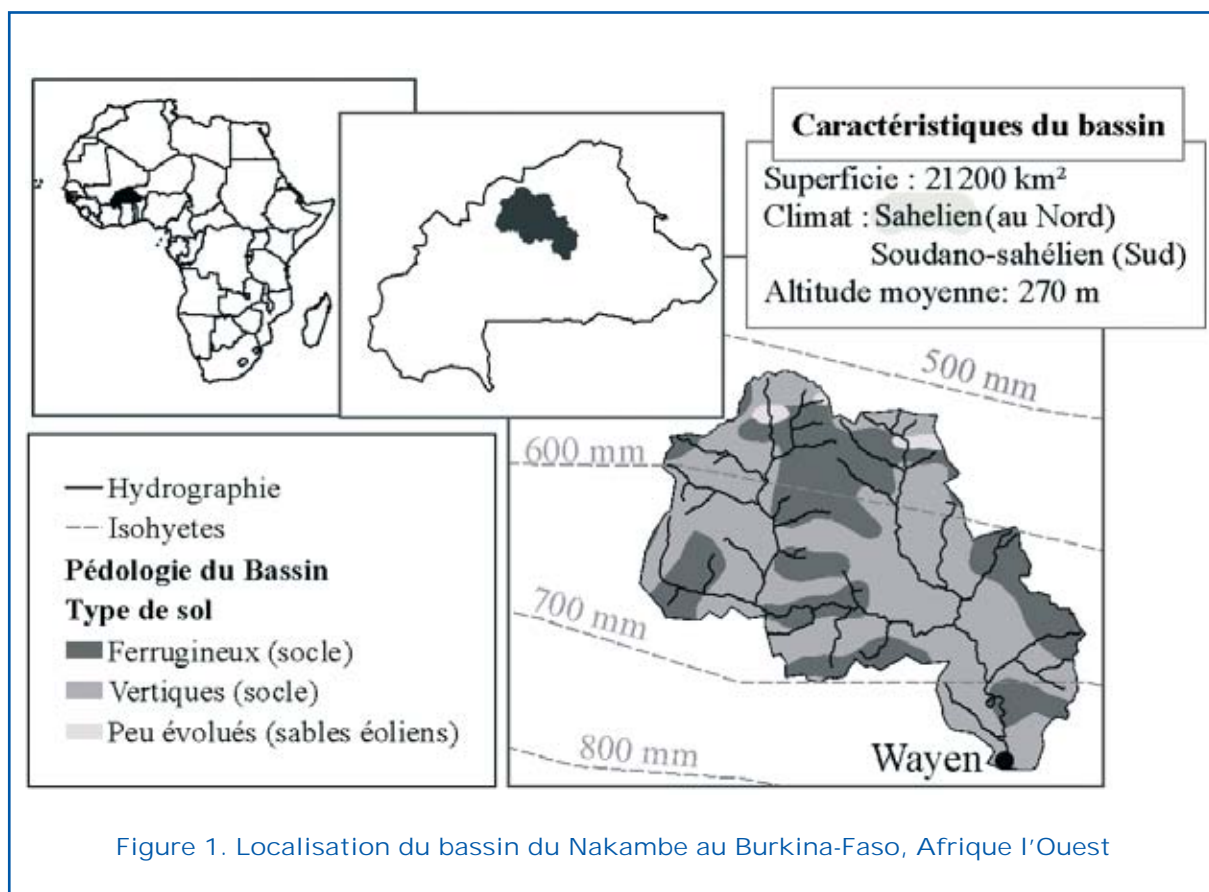 Caractéristiques du bassin
Superficie : 21200 km²
Climat : Sahelien (au Nord)
Soudano-sahélien (Sud)
Altitude moyenne: 270 m
500 mm
600 mm
700 mm
800 mm
Wayen
Hydrographie
Isohyetes
Pédologie du Bassin
Type de sol
Ferrugineux (socle)
Vertiques (socle)
Peu évolués (sables éoliens)
Figure 1. Localisation du bassin du Nakambe au Burkina-Faso, Afrique l'Ouest